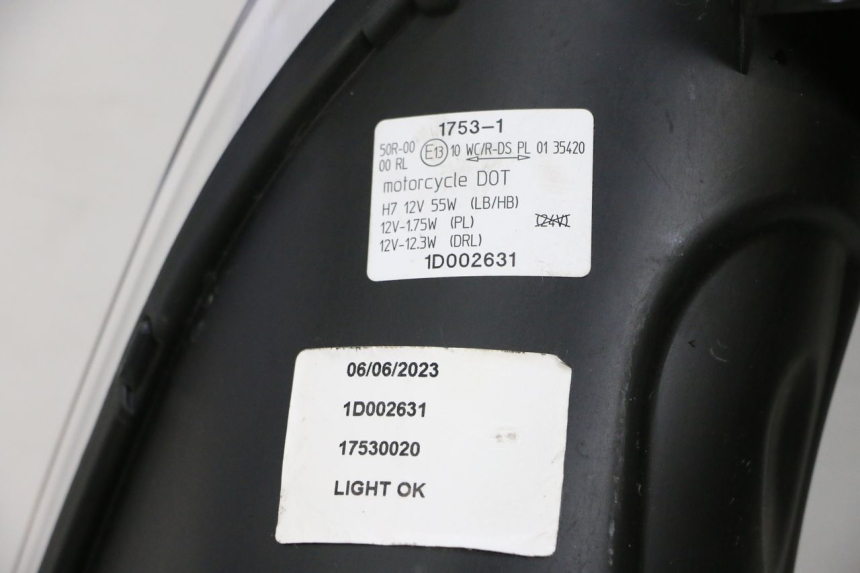 1753-1
50R-00 E13 10 WC/R-DS PL 01 35420
00 RL
motorcycle DOT
H7 12V 55W (LB/HB)
12V-1.75W (PL) (24V)
12V-12.3W (DRL)
1D002631
06/06/2023
1D002631
17530020
LIGHT OK